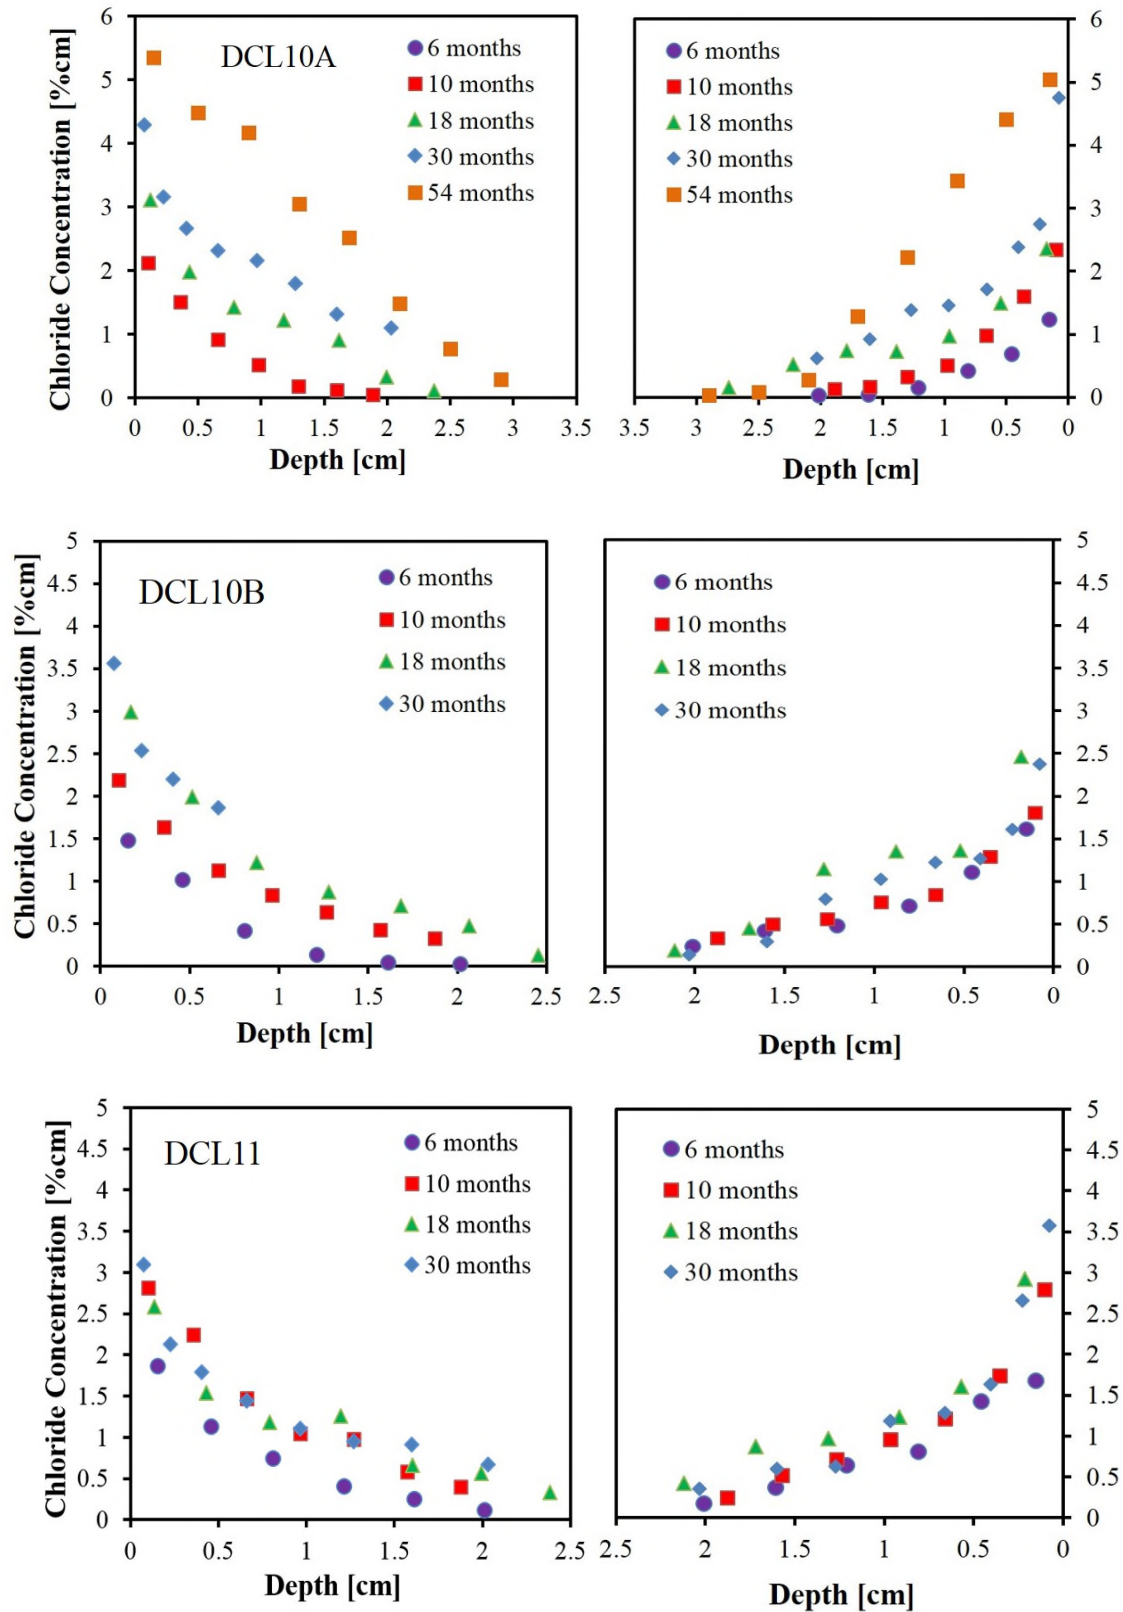 DCL10A
Chloride Concentration [%cm]
6
5
4
3
2
1
0
6 months
10 months
18 months
30 months
54 months
0 0.5 1 1.5 2 2.5 3 3.5
Depth [cm]
6 months
10 months
18 months
30 months
54 months
6
5
4
3
2
1
0
3.5 3 2.5 2 1.5 1 0.5 0
Depth [cm]
DCL10B
Chloride Concentration [%cm]
5
4.5
4
3.5
3
2.5
2
1.5
1
0.5
0
6 months
10 months
18 months
30 months
0 0.5 1 1.5 2 2.5
Depth [cm]
6 months
10 months
18 months
30 months
5
4.5
4
3.5
3
2.5
2
1.5
1
0.5
0
2.5 2 1.5 1 0.5 0
Depth [cm]
DCL11
Chloride Concentration [%cm]
5
4.5
4
3.5
3
2.5
2
1.5
1
0.5
0
6 months
10 months
18 months
30 months
0 0.5 1 1.5 2 2.5
Depth [cm]
6 months
10 months
18 months
30 months
5
4.5
4
3.5
3
2.5
2
1.5
1
0.5
0
2.5 2 1.5 1 0.5 0
Depth [cm]